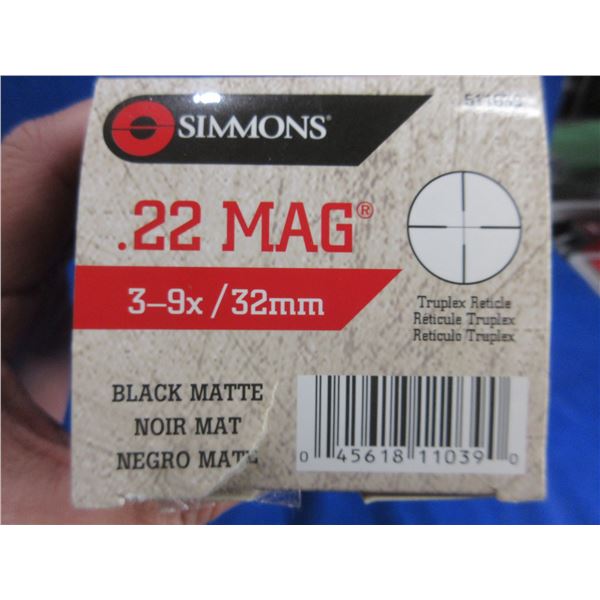 SIMMONS®
.22 MAG®
3-9x/32mm
Truplex Reticle
Réticule Truplex
Retículo Truplex
BLACK MATTE
NOIR MAT
NEGRO MATE
0 45618 11039 0